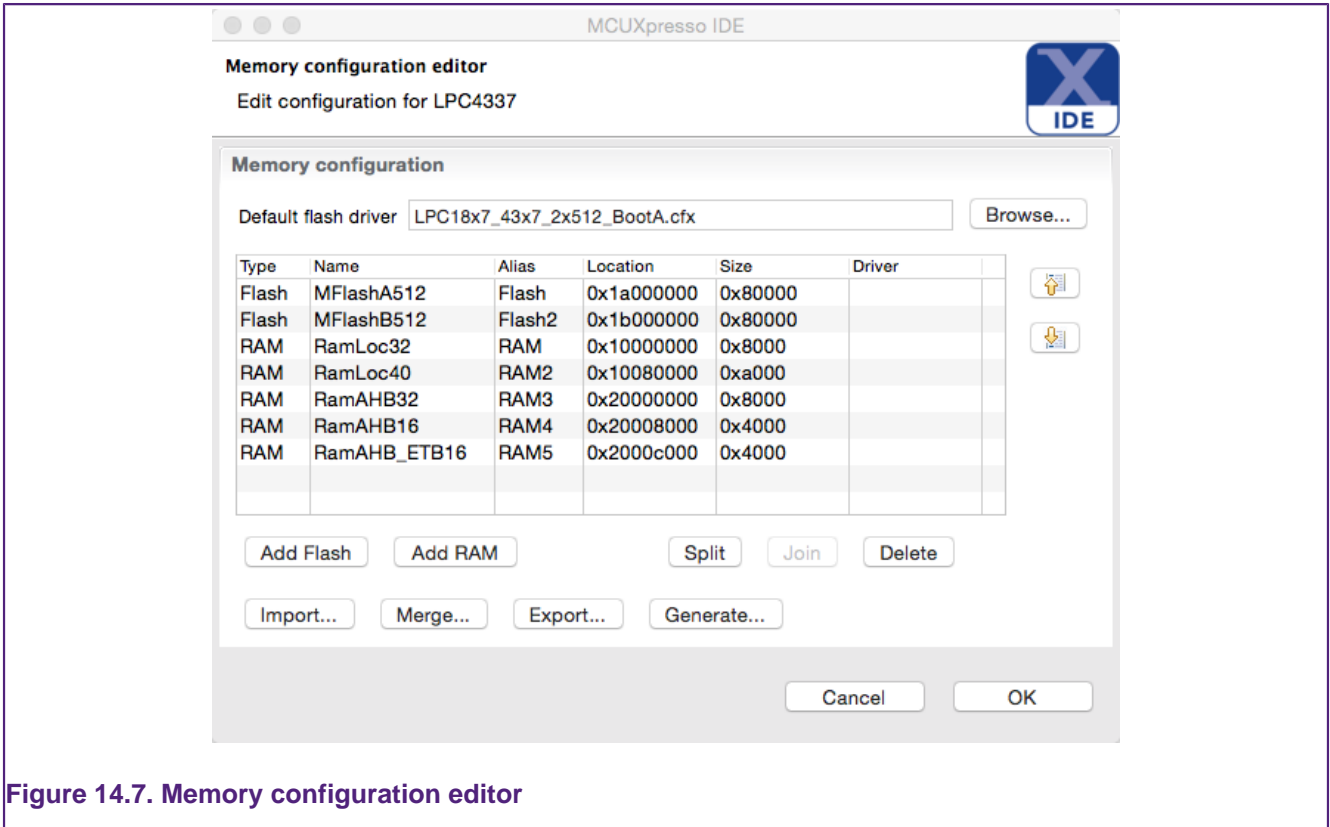 MCUXpresso IDE
Memory configuration editor
Edit configuration for LPC4337
X
IDE
Memory configuration
Default flash driver LPC18x7_43x7_2x512_BootA.cfx Browse...
Type Name Alias Location Size Driver
Flash MFlashA512 Flash 0x1a000000 0x80000
Flash MFlashB512 Flash2 0x1b000000 0x80000
RAM RamLoc32 RAM 0x10000000 0x8000
RAM RamLoc40 RAM2 0x10080000 0xa000
RAM RamAHB32 RAM3 0x20000000 0x8000
RAM RamAHB16 RAM4 0x20008000 0x4000
RAM RamAHB_ETB16 RAM5 0x2000c000 0x4000
Add Flash Add RAM Split Join Delete
Import... Merge... Export... Generate...
Cancel OK
Figure 14.7. Memory configuration editor